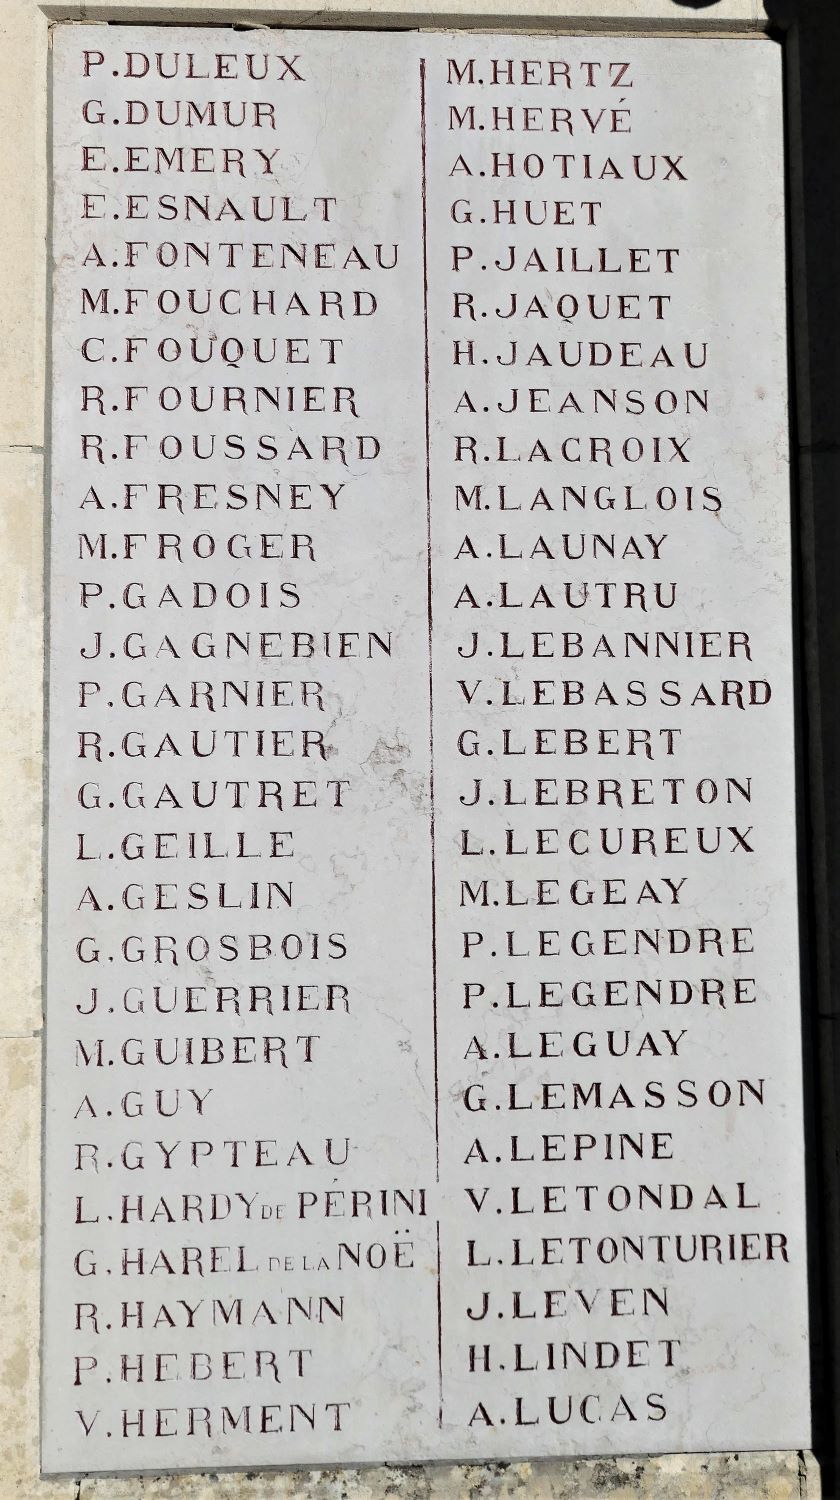 P.DULEUX
G.DUMUR
E.EMERY
E.ESNAULT
A.FONTENEAU
M.FOUCHARD
C.FOUQUET
R.FOURNIER
R.FOUSSARD
A.FRESNEY
M.FROGER
P.GADOIS
J.GAGNEBIEN
P.GARNIER
R.GAUTIER
G.GAUTRET
L.GEILLE
A.GESLIN
G.GROSBOIS
J.GUERRIER
M.GUIBERT
A.GUY
R.GYPTEAU
L.HARDY DE PÉRINI
G.HAREL DE LA NOË
R.HAYMANN
P.HEBERT
V.HERMENT
M.HERTZ
M.HERVÉ
A.HOTIAUX
G.HUET
P.JAILLET
R.JAQUET
H.JAUDEAU
A.JEANSON
R.LACROIX
M.LANGLOIS
A.LAUNAY
A.LAUTRU
J.LEBANNIER
V.LEBASSARD
G.LEBERT
J.LEBRETON
L.LECUREUX
M.LEGEAY
P.LEGENDRE
P.LEGENDRE
A.LEGUAY
G.LEMASSON
A.LEPINE
V.LETONDAL
L.LETONTURIER
J.LEVEN
H.LINDET
A.LUCAS